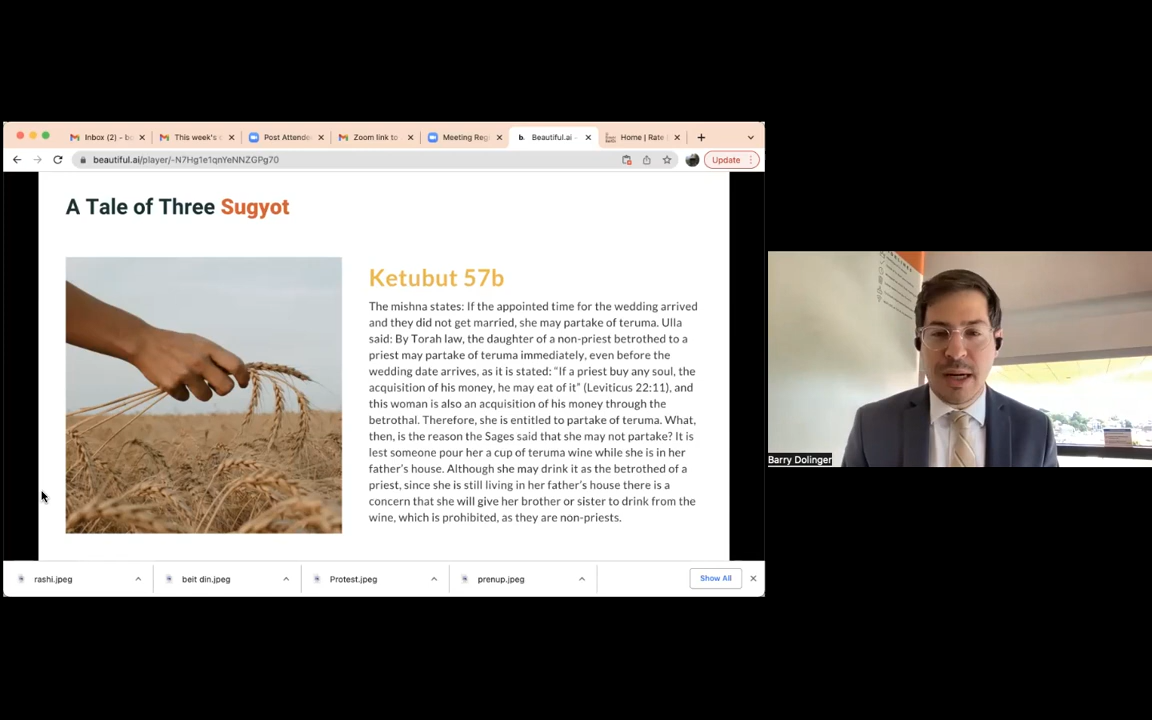 Inbox (2) - b
This week's
Post Attende
Zoom link to
Meeting Reg
b. Beautiful.ai -
Home | Rate
beautiful.ai/player/-N7Hg1e1qnYeNNZGPg70
Update
A Tale of Three Sugyot
Ketubut 57b
The mishna states: If the appointed time for the wedding arrived
and they did not get married, she may partake of teruma. Ulla
said: By Torah law, the daughter of a non-priest betrothed to a
priest may partake of teruma immediately, even before the
wedding date arrives, as it is stated: “If a priest buy any soul, the
acquisition of his money, he may eat of it” (Leviticus 22:11), and
this woman is also an acquisition of his money through the
betrothal. Therefore, she is entitled to partake of teruma. What,
then, is the reason the Sages said that she may not partake? It is
lest someone pour her a cup of teruma wine while she is in her
father's house. Although she may drink it as the betrothed of a
priest, since she is still living in her father's house there is a
concern that she will give her brother or sister to drink from the
wine, which is prohibited, as they are non-priests.
Barry Dolinger
rashi.jpeg
beit din.jpeg
Protest.jpeg
prenup.jpeg
Show All